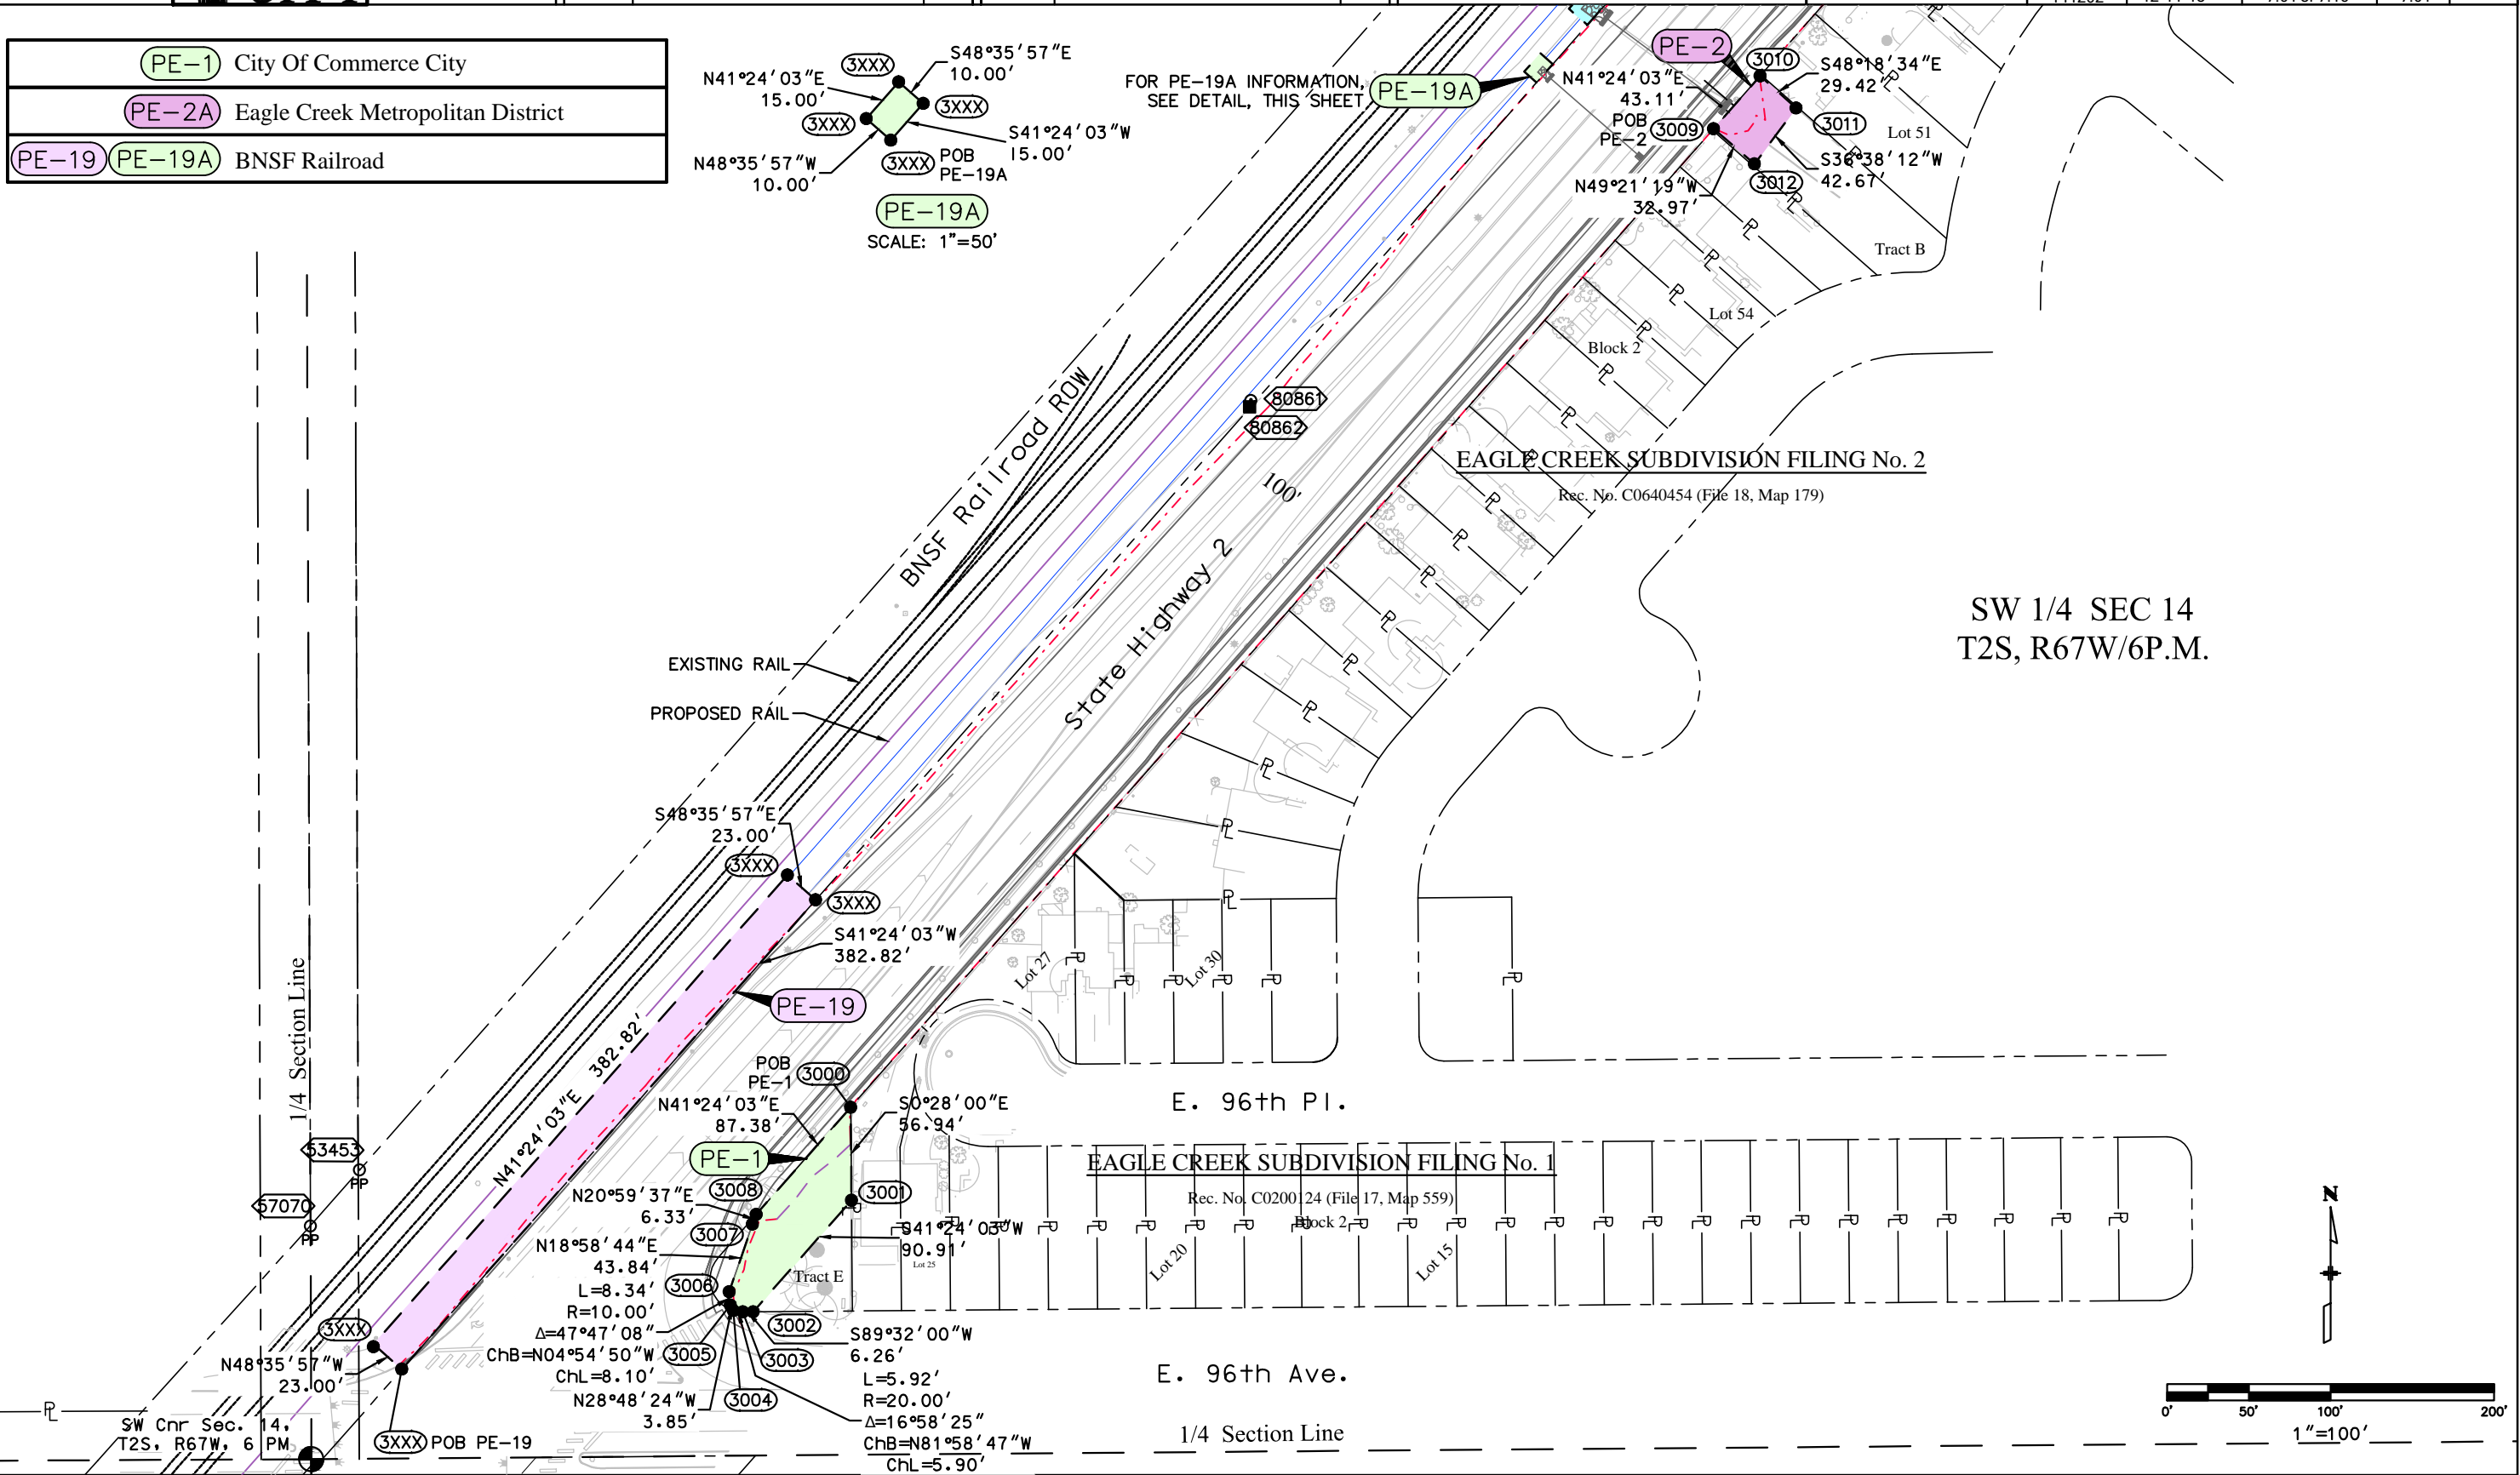 PE-1 City Of Commerce City
PE-2A Eagle Creek Metropolitan District
PE-19 PE-19A BNSF Railroad
3XXX
S48°35'57"E
10.00'
N41°24'03"E
15.00'
3XXX
3XXX
S41°24'03"W
15.00'
N48°35'57"W
10.00'
3XXX POB
PE-19A
PE-19A
SCALE: 1"=50'
FOR PE-19A INFORMATION,
SEE DETAIL, THIS SHEET
PE-19A
PE-2
3010
S48°18'34"E
29.42'
N41°24'03"E
43.11'
POB
PE-2
3009
3011
Lot 51
S36°38'12"W
42.67'
3012
N49°21'19"W
32.97'
Tract B
Lot 54
Block 2
80861
80862
BNSF Railroad ROW
100'
State Highway 2
EAGLE CREEK SUBDIVISION FILING No. 2
Rec. No. C0640454 (File 18, Map 179)
SW 1/4 SEC 14
T2S, R67W/6P.M.
EXISTING RAIL
PROPOSED RAIL
S48°35'57"E
23.00'
3XXX
3XXX
S41°24'03"W
382.82'
PE-19
N41°24'03"E 382.82'
1/4 Section Line
Lot 27
Lot 30
POB
PE-1
3000
N41°24'03"E
87.38'
S0°28'00"E
56.94'
E. 96th Pl.
PE-1
3008
3001
N20°59'37"E
6.33'
3007
S41°24'03"W
90.91'
Lot 25
N18°58'44"E
43.84'
Tract E
EAGLE CREEK SUBDIVISION FILING No. 1
Rec. No. C0200124 (File 17, Map 559)
Block 2
Lot 20
Lot 15
53453
PP
57070
PP
L=8.34'
R=10.00'
Δ=47°47'08"
ChB=N04°54'50"W
ChL=8.10'
3006
3005
N28°48'24"W
3.85'
3004
3003
3002
S89°32'00"W
6.26'
L=5.92'
R=20.00'
Δ=16°58'25"
ChB=N81°58'47"W
ChL=5.90'
3XXX
N48°35'57"W
23.00'
SW Cnr Sec. 14,
T2S, R67W, 6 PM
3XXX POB PE-19
E. 96th Ave.
1/4 Section Line
N
0' 50' 100' 200'
1"=100'